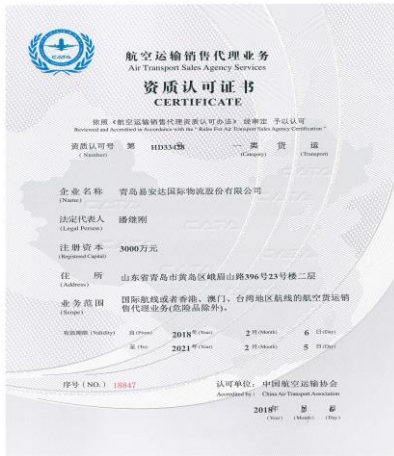 CATA
航空运输销售代理业务
Air Transport Sales Agency Services
资质认可证书
CERTIFICATE
依照《航空运输销售代理资质认可办法》 经审定 予以认可
Reviewed and Accredited in Accordance with the "Rules For Air Transport Sales Agency Certification"
资质认可号 第 HD33428 号 一类 货 运
(Number) (Category) (Transport)
企业名称 青岛易安达国际物流股份有限公司
(Name)
法定代表人 潘继刚
(Legal Person)
注册资本 3000万元
(Registered Capital)
住 所 山东省青岛市黄岛区峨眉山路396号23号楼二层
(Address)
业务范围 国际航线或者香港、澳门、台湾地区航线的航空货运销
(Scope) 售代理业务(危险品除外)。
有效期限 (Validity) 自 (From) 2018 年 (Year) 2 月 (Month) 6 日 (Day)
至 (To) 2021 年 (Year) 2 月 (Month) 5 日 (Day)
序号 (NO.) 18847
认可单位: 中国航空运输协会
Accredited by: China Air Transport Association
2018年
(Year) (Month) (Day)